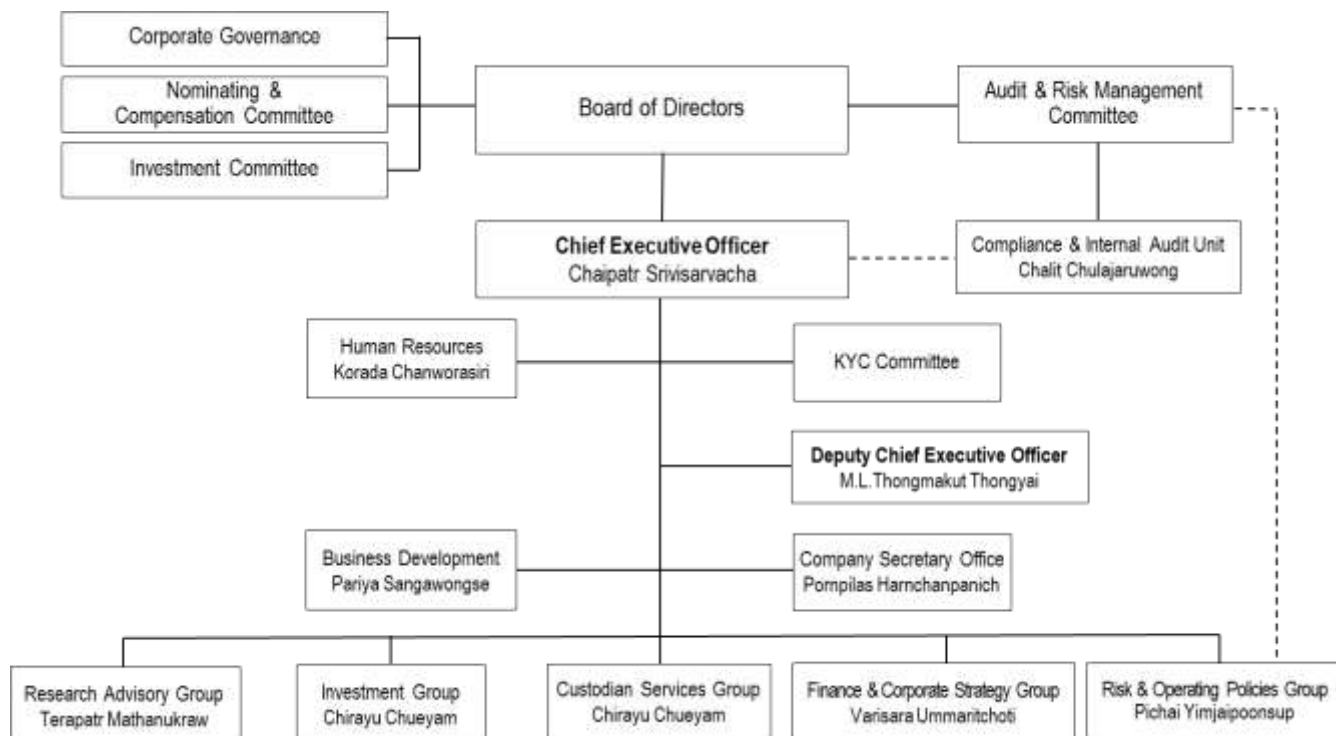 Corporate Governance
Nominating &
Compensation Committee
Investment Committee
Board of Directors
Audit & Risk Management
Committee
Chief Executive Officer
Chaipatr Srivisarvacha
Compliance & Internal Audit Unit
Chalit Chulajaruwong
Human Resources
Korada Chanworasiri
KYC Committee
Deputy Chief Executive Officer
M.L.Thongmakut Thongyai
Business Development
Pariya Sangawongse
Company Secretary Office
Pornpilas Harnchanpanich
Research Advisory Group
Terapatr Mathanukraw
Investment Group
Chirayu Chueyam
Custodian Services Group
Chirayu Chueyam
Finance & Corporate Strategy Group
Varisara Ummaritchoti
Risk & Operating Policies Group
Pichai Yimjaipoonsup